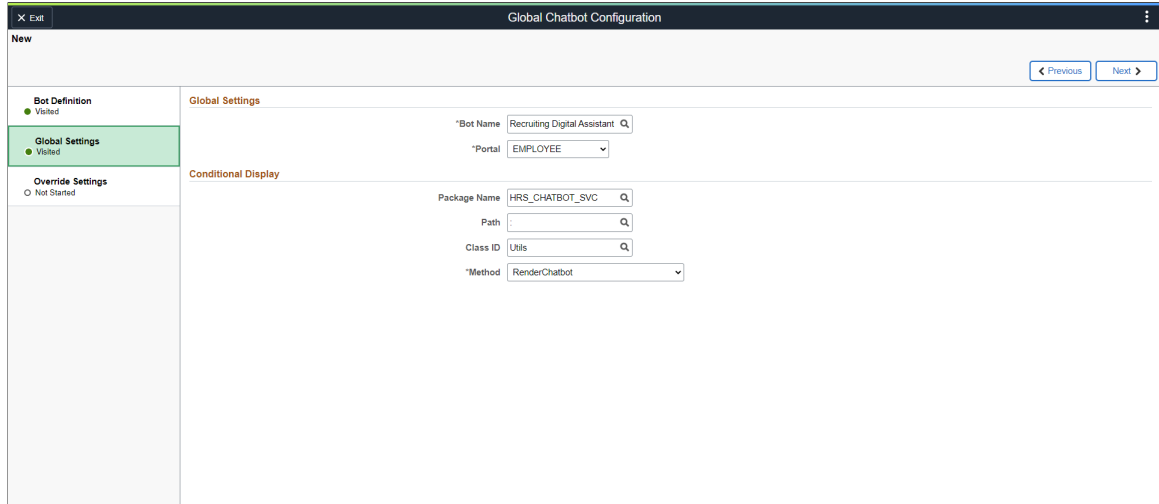 Exit
Global Chatbot Configuration
New
Previous
Next
Bot Definition
Visited
Global Settings
Visited
Override Settings
Not Started
Global Settings
*Bot Name Recruiting Digital Assistant
*Portal EMPLOYEE
Conditional Display
Package Name HRS_CHATBOT_SVC
Path :
Class ID Utils
*Method RenderChatbot